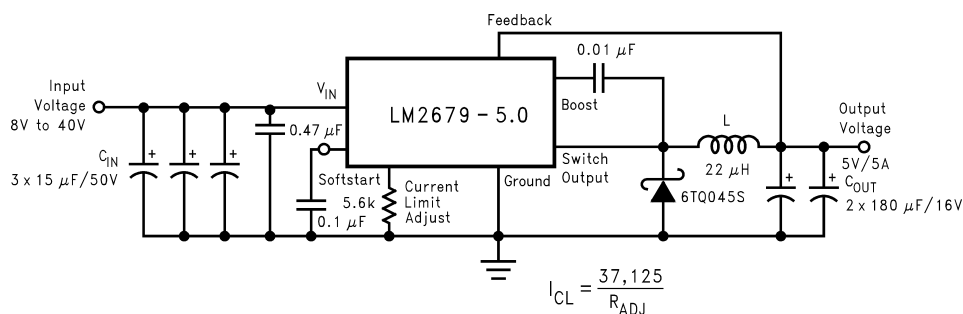 Feedback
0.01 μF
Input
Voltage
8V to 40V
V_IN
LM2679 – 5.0
Boost
L
Output
Voltage
C_IN
3 x 15 μF/50V
0.47 μF
Softstart
5.6k
0.1 μF
Current
Limit
Adjust
Ground
Switch
Output
22 μH
6TQ045S
5V/5A
C_OUT
2 x 180 μF/16V
+
+
+
+
+
I_CL = 37,125 / R_ADJ